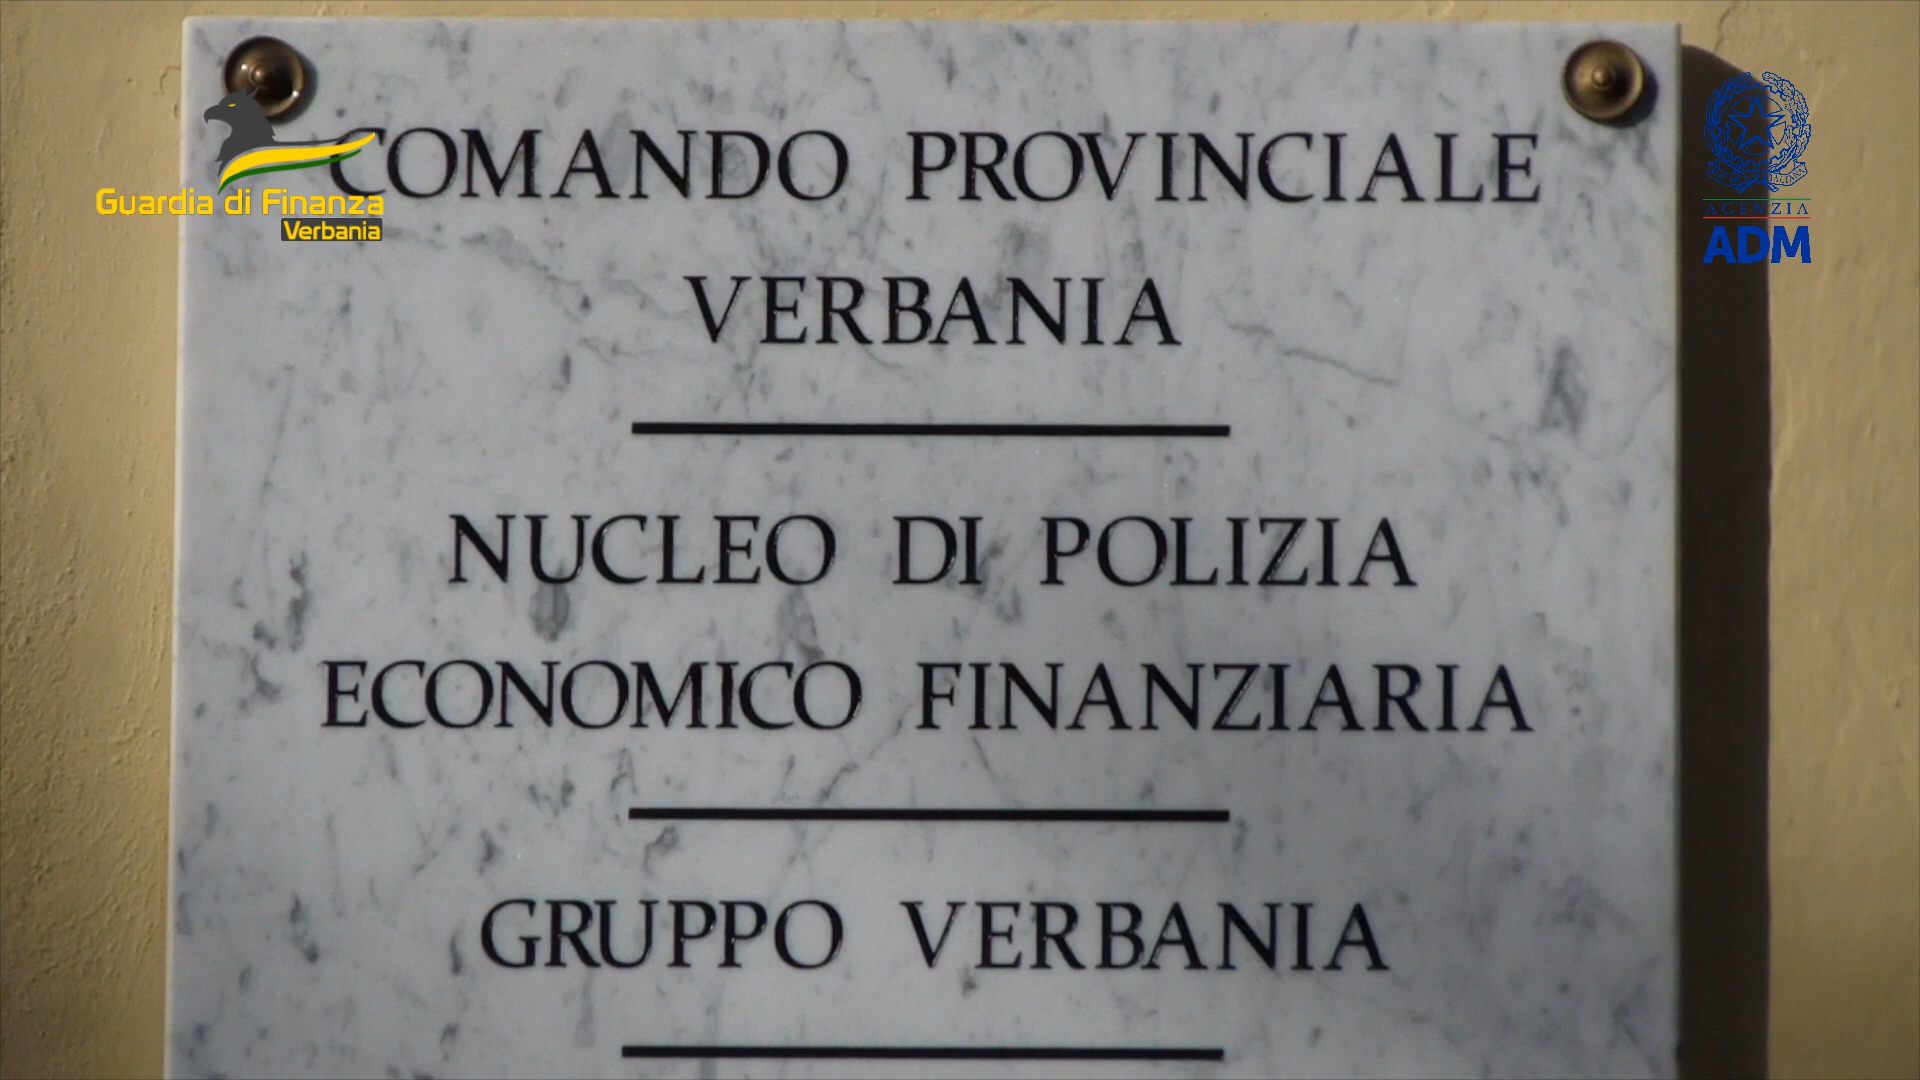 COMANDO PROVINCIALE
Guardia di Finanza
Verbania
AGENZIA
ADM
VERBANIA
NUCLEO DI POLIZIA
ECONOMICO FINANZIARIA
GRUPPO VERBANIA